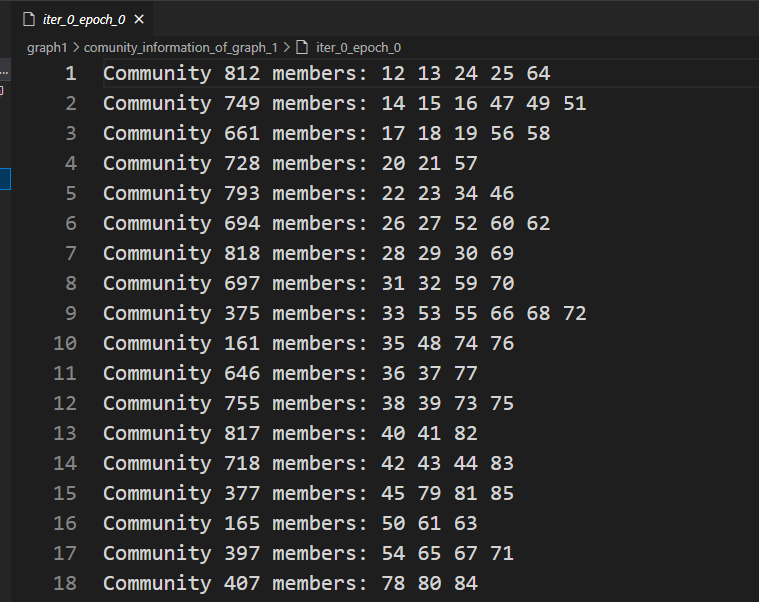 iter_0_epoch_0
graph1 > comunity_information_of_graph_1 > iter_0_epoch_0
1 Community 812 members: 12 13 24 25 64
2 Community 749 members: 14 15 16 47 49 51
3 Community 661 members: 17 18 19 56 58
4 Community 728 members: 20 21 57
5 Community 793 members: 22 23 34 46
6 Community 694 members: 26 27 52 60 62
7 Community 818 members: 28 29 30 69
8 Community 697 members: 31 32 59 70
9 Community 375 members: 33 53 55 66 68 72
10 Community 161 members: 35 48 74 76
11 Community 646 members: 36 37 77
12 Community 755 members: 38 39 73 75
13 Community 817 members: 40 41 82
14 Community 718 members: 42 43 44 83
15 Community 377 members: 45 79 81 85
16 Community 165 members: 50 61 63
17 Community 397 members: 54 65 67 71
18 Community 407 members: 78 80 84